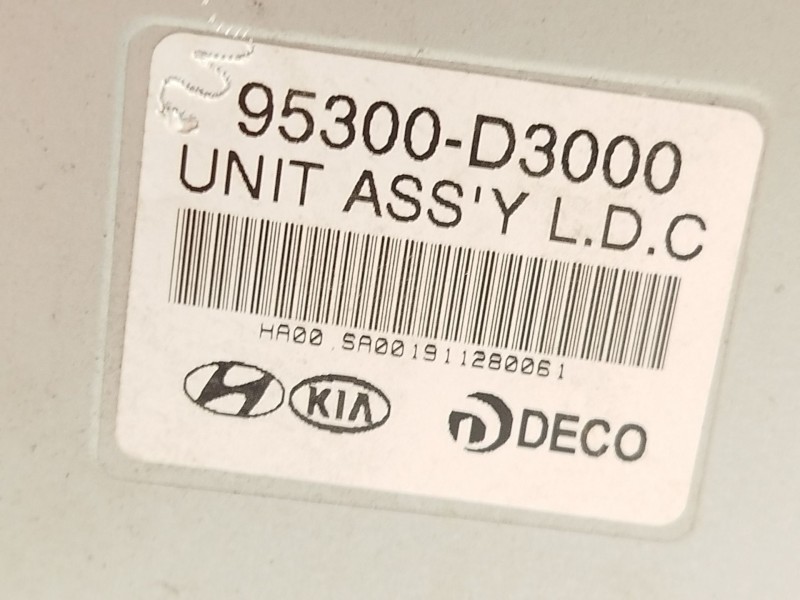 95300-D3000
UNIT ASS'Y L.D.C
HA00 SA001911280061
KIA
DECO